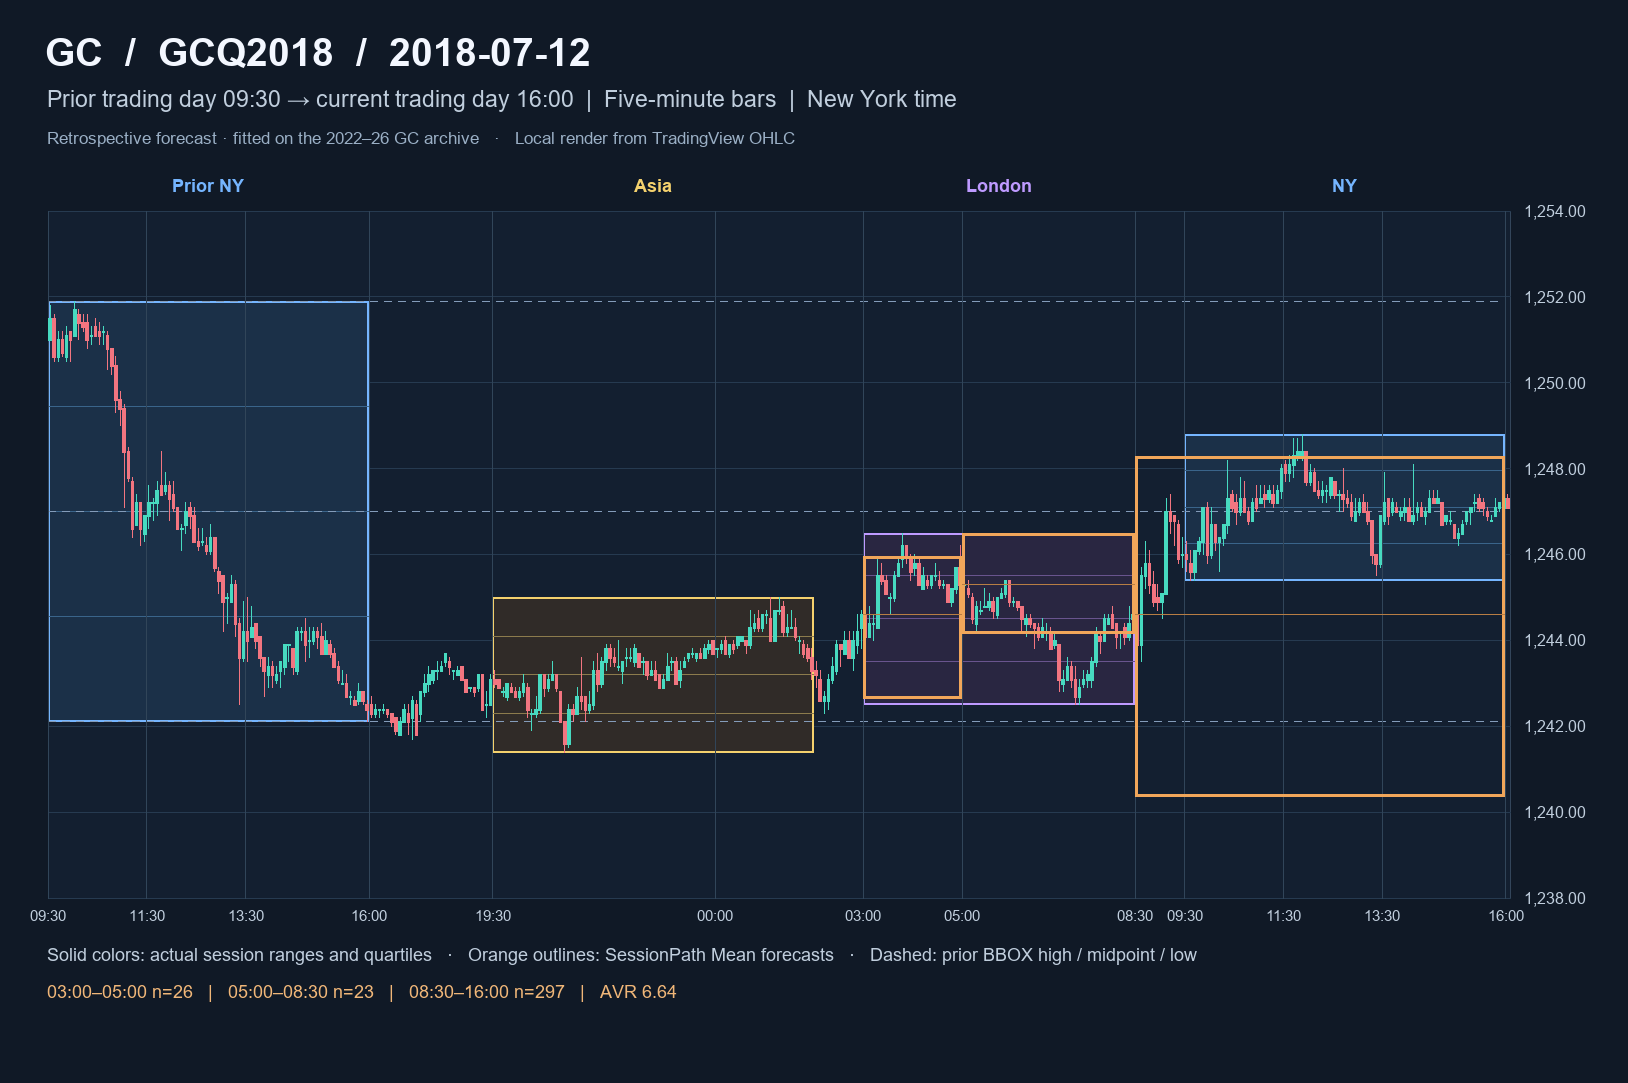 GC / GCQ2018 / 2018-07-12
Prior trading day 09:30 → current trading day 16:00 | Five-minute bars | New York time
Retrospective forecast · fitted on the 2022–26 GC archive · Local render from TradingView OHLC
Prior NY Asia London NY
1,254.00
1,252.00
1,250.00
1,248.00
1,246.00
1,244.00
1,242.00
1,240.00
1,238.00
09:30 11:30 13:30 16:00 19:30 00:00 03:00 05:00 08:30 09:30 11:30 13:30 16:00
Solid colors: actual session ranges and quartiles · Orange outlines: SessionPath Mean forecasts · Dashed: prior BBOX high / midpoint / low
03:00–05:00 n=26 | 05:00–08:30 n=23 | 08:30–16:00 n=297 | AVR 6.64